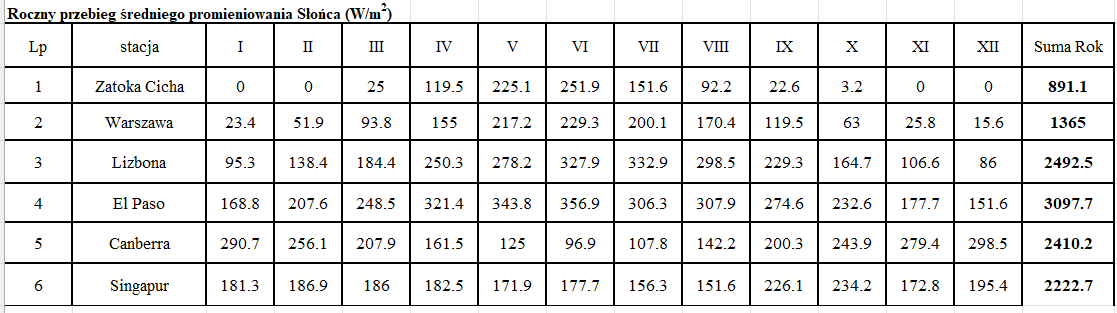 Roczny przebieg średniego promieniowania Słońca (W/m²)
Lp stacja I II III IV V VI VII VIII IX X XI XII Suma Rok
1 Zatoka Cicha 0 0 25 119.5 225.1 251.9 151.6 92.2 22.6 3.2 0 0 891.1
2 Warszawa 23.4 51.9 93.8 155 217.2 229.3 200.1 170.4 119.5 63 25.8 15.6 1365
3 Lizbona 95.3 138.4 184.4 250.3 278.2 327.9 332.9 298.5 229.3 164.7 106.6 86 2492.5
4 El Paso 168.8 207.6 248.5 321.4 343.8 356.9 306.3 307.9 274.6 232.6 177.7 151.6 3097.7
5 Canberra 290.7 256.1 207.9 161.5 125 96.9 107.8 142.2 200.3 243.9 279.4 298.5 2410.2
6 Singapur 181.3 186.9 186 182.5 171.9 177.7 156.3 151.6 226.1 234.2 172.8 195.4 2222.7